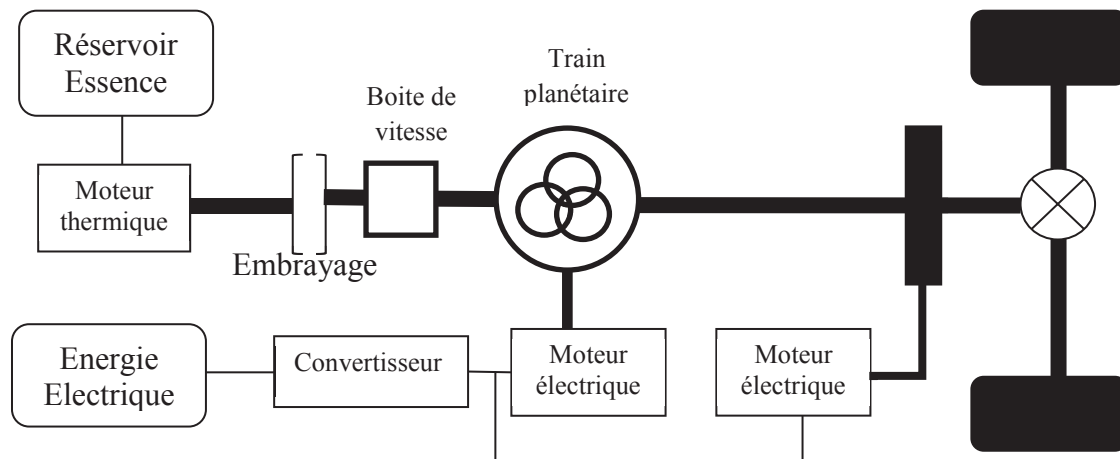 Réservoir
Essence
Train
planétaire
Boite de
vitesse
Moteur
thermique
Embrayage
Energie
Electrique
Convertisseur
Moteur
électrique
Moteur
électrique